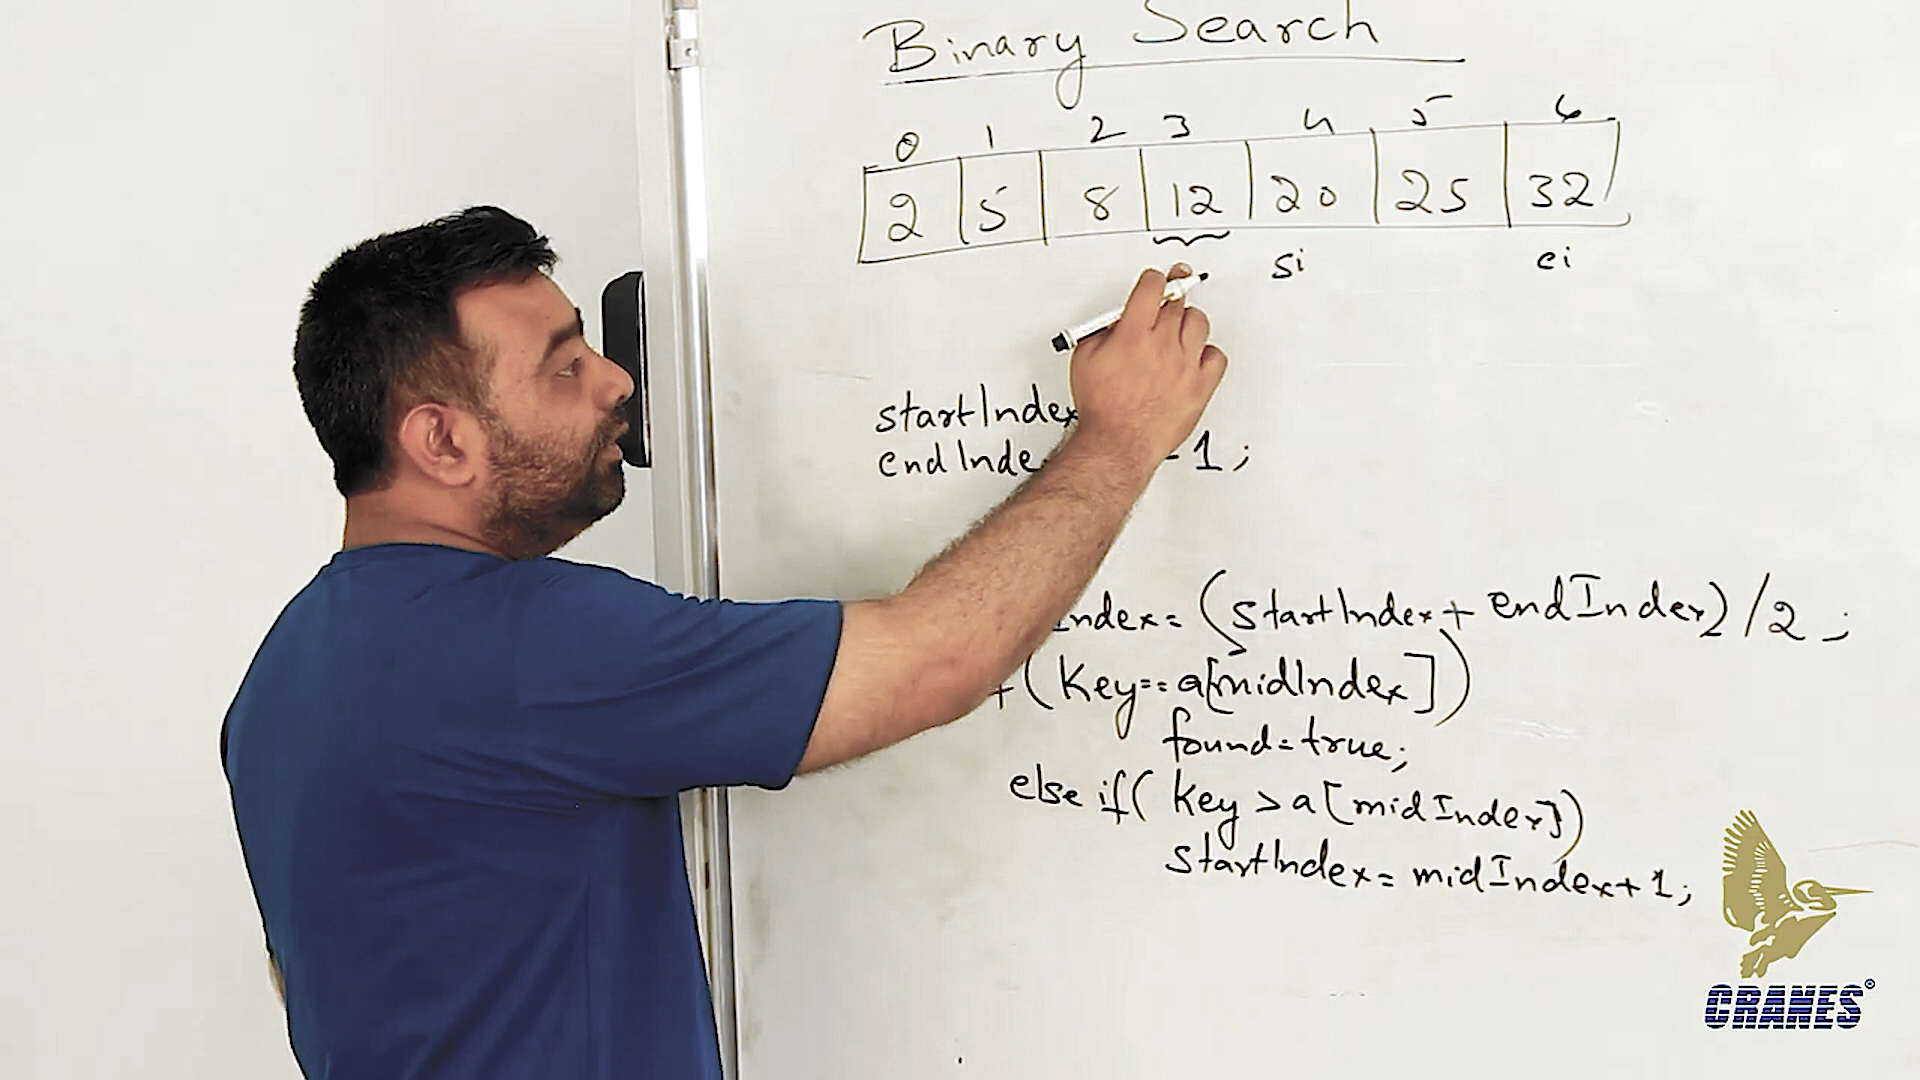 Binary Search
0 1 2 3 4 5 6
2 5 8 12 20 25 32
si ei
startIndex
endInde - 1;
Index = (startIndex + endIndex) / 2;
(Key == a[midIndex])
found = true;
else if( key > a[midIndex])
startIndex = midIndex + 1;
CRANES